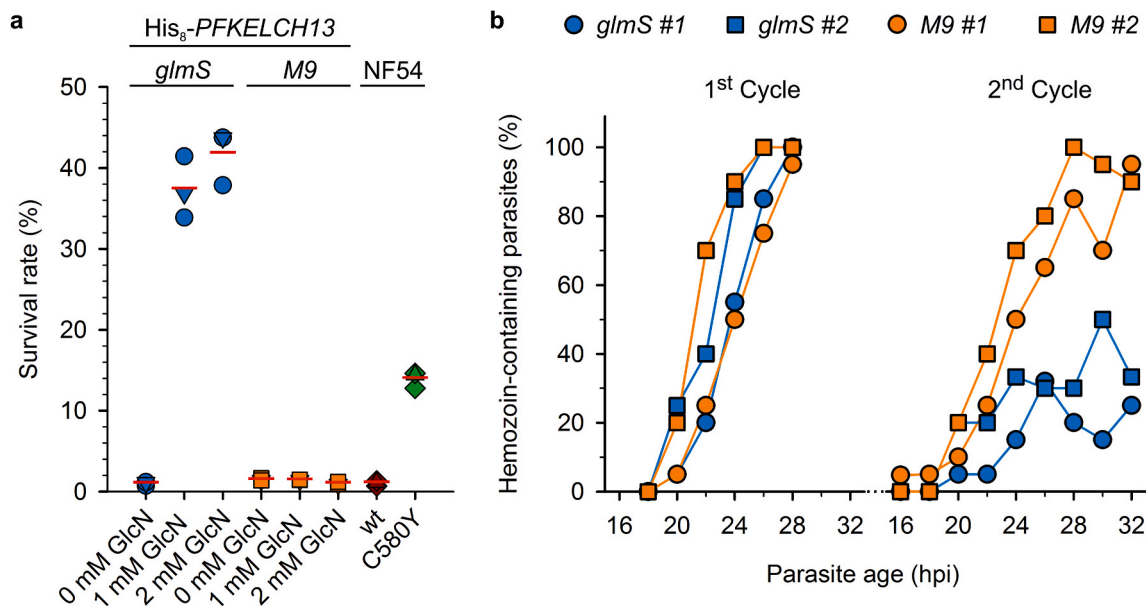 a
His₈-PFKELCH13
glmS M9 NF54
Survival rate (%)
50
40
30
20
10
0
0 mM GlcN
1 mM GlcN
2 mM GlcN
0 mM GlcN
1 mM GlcN
2 mM GlcN
wt
C580Y
b
glmS #1 glmS #2 M9 #1 M9 #2
1st Cycle 2nd Cycle
Hemozoin-containing parasites (%)
100
80
60
40
20
0
16 20 24 28 32 16 20 24 28 32
Parasite age (hpi)